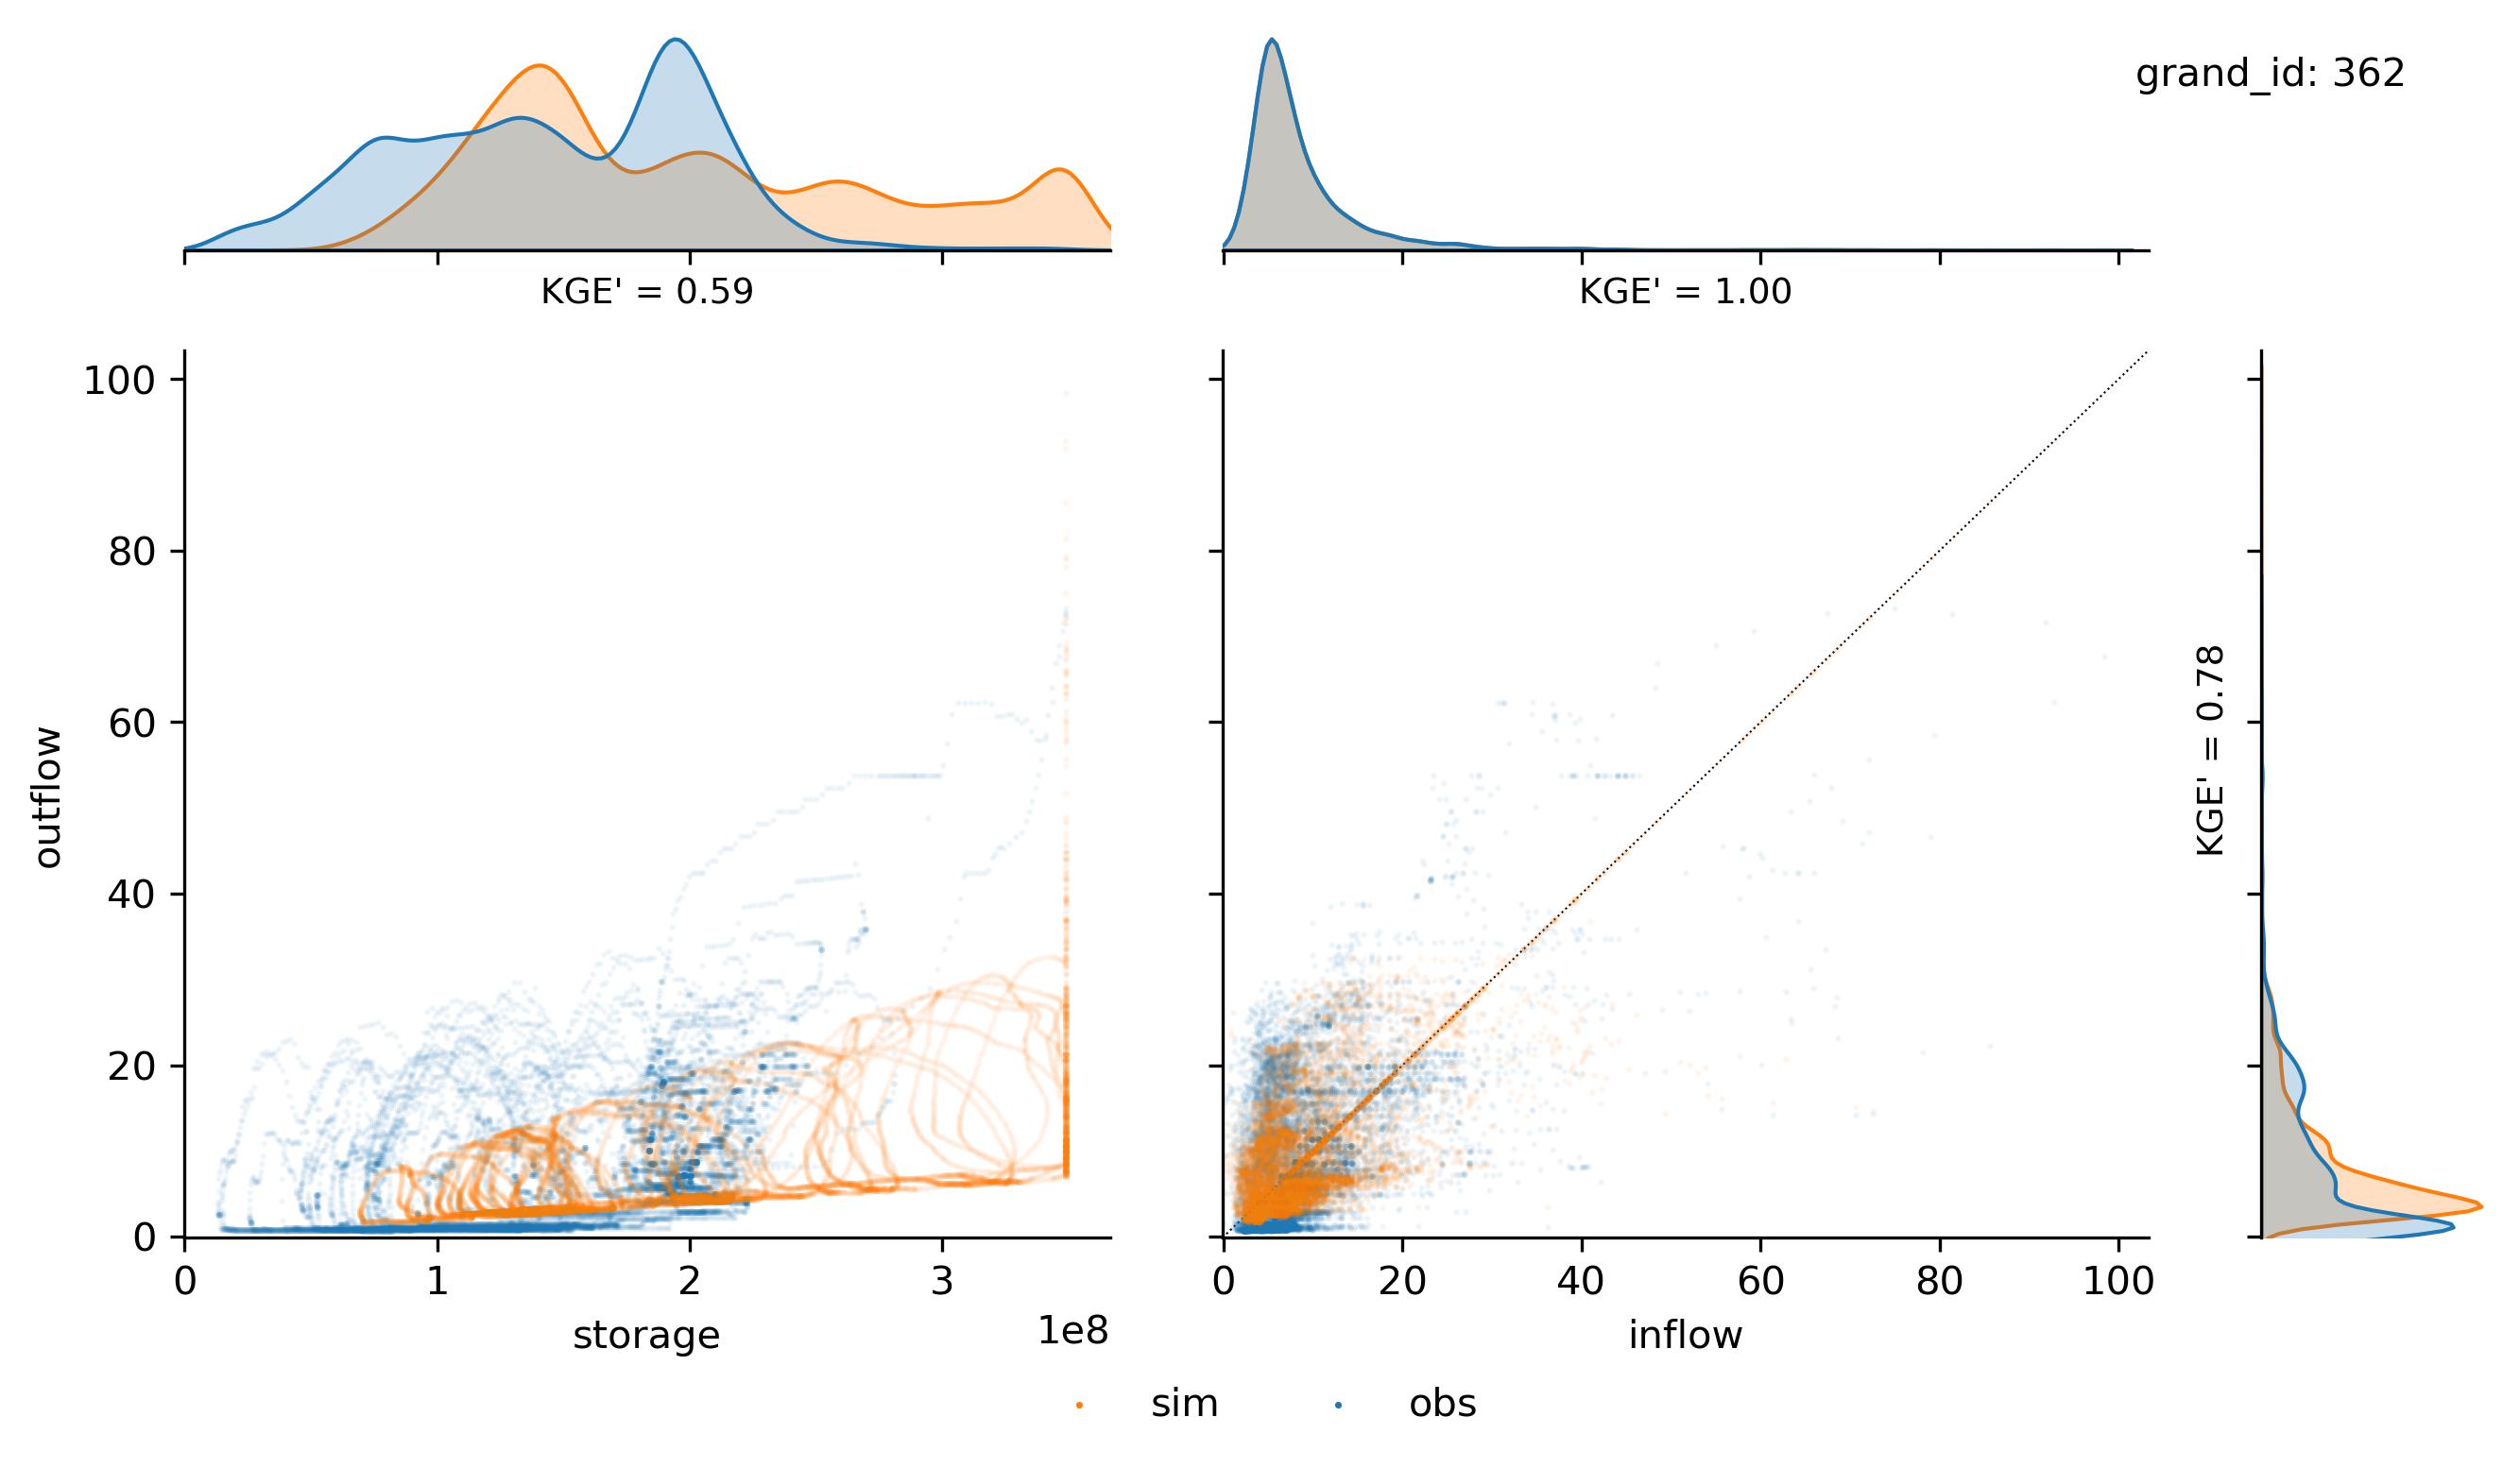 grand_id: 362
KGE' = 0.59
KGE' = 1.00
100
80
60
40
20
0
outflow
0 1 2 3
1e8
storage
0 20 40 60 80 100
inflow
KGE' = 0.78
sim obs